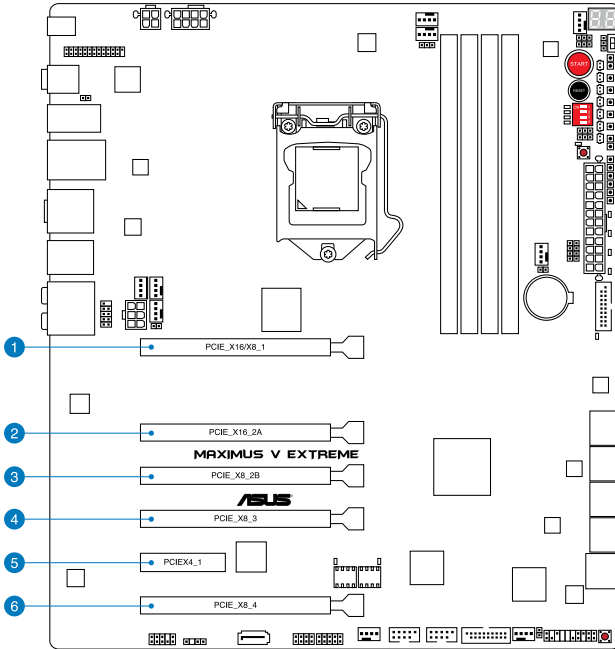 START
RESET
1
PCIE_X16/X8_1
2
PCIE_X16_2A
MAXIMUS V EXTREME
3
PCIE_X8_2B
ASUS
4
PCIE_X8_3
5
PCIEX4_1
6
PCIE_X8_4